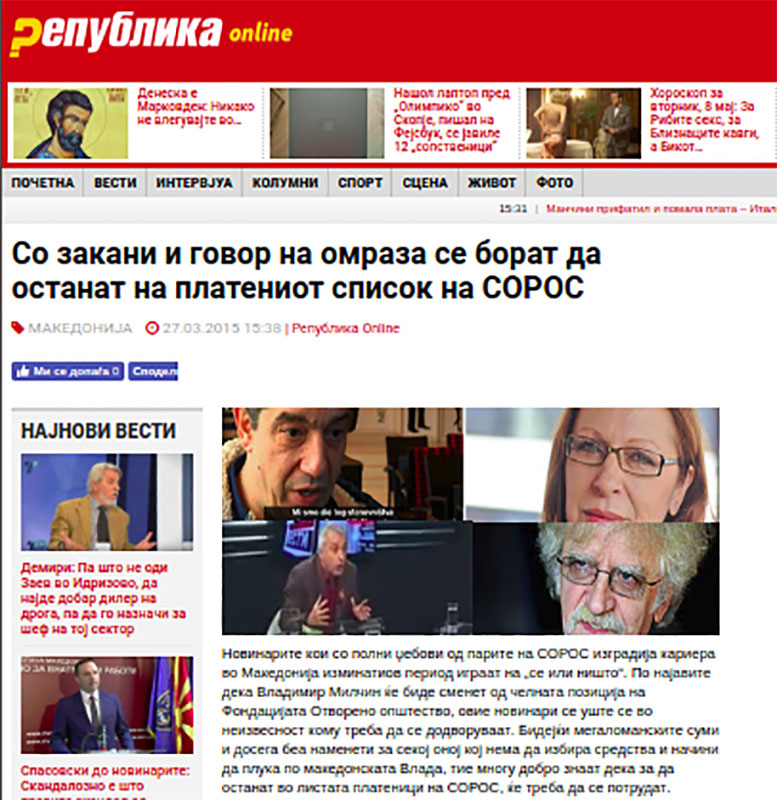 Република online
Денеска е
Марковден: Никако
не влегувајте во...
Нашол лаптоп пред
„Олимпико“ во
Скопје, пишал на
Фејсбук, се јавиле
12 „сопственици“
Хороскоп за
вторник, 8 мај: За
Рибите секс, за
Близнаците кавги,
а Бикот...
ПОЧЕТНА ВЕСТИ ИНТЕРВЈУА КОЛУМНИ СПОРТ СЦЕНА ЖИВОТ ФОТО
15:31 | Манчини прифатил и помала плата – Итал
Со закани и говор на омраза се борат да
останат на платениот список на СОРОС
МАКЕДОНИЈА 27.03.2015 15:38 | Република Online
Ми се допаѓа 0 Сподел
НАЈНОВИ ВЕСТИ
Демири: Па што не оди
Заев во Идризово, да
најде добар дилер на
дрога, па да го назначи за
шеф на тој сектор
Спасовски до новинарите:
Скандалозно е што
Mi smo dio tog stanovništva
Новинарите кои со полни џебови од парите на СОРОС изградија кариера
во Македонија изминатиов период играат на „се или ништо“. По најавите
дека Владимир Милчин ќе биде сменет од челната позиција на
Фондацијата Отворено општество, овие новинари се уште се во
неизвесност кому треба да се додворуваат. Бидејќи мегаломанските суми
и досега беа наменети за секој оној кој нема да избира средства и начини
да плука по македонската Влада, тие многу добро знаат дека за да
останат во листата платеници на СОРОС, ќе треба да се потрудат.